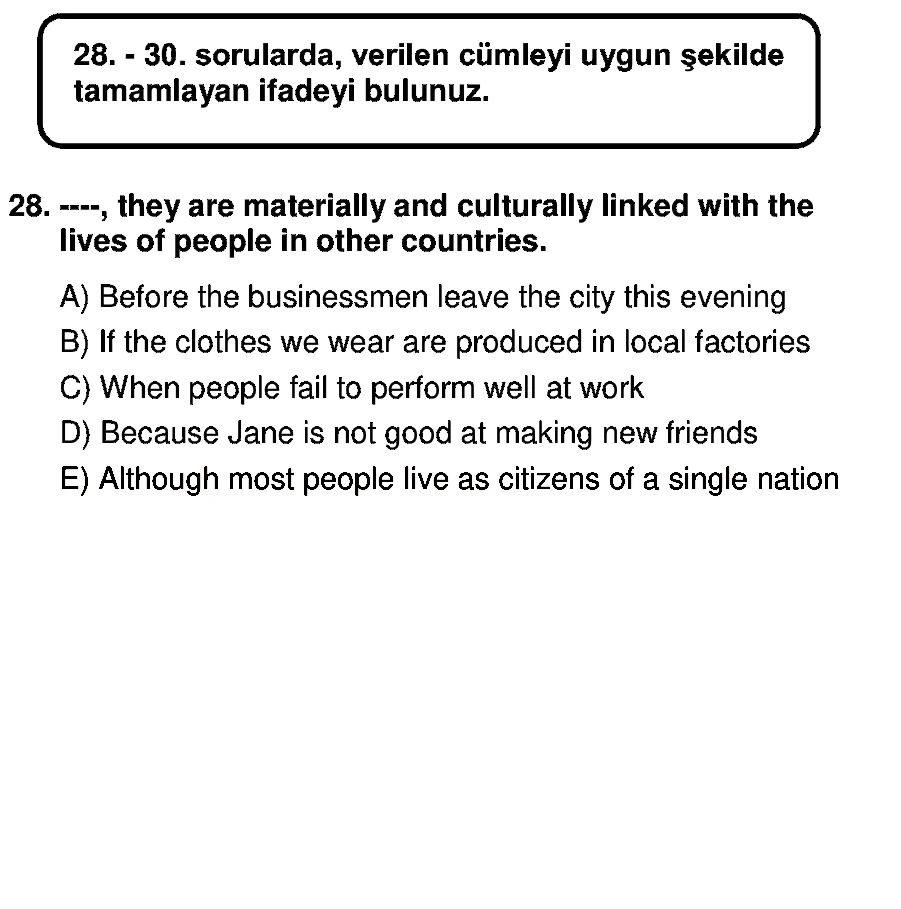 28. - 30. sorularda, verilen cümleyi uygun şekilde
tamamlayan ifadeyi bulunuz.
28. ----, they are materially and culturally linked with the
lives of people in other countries.
A) Before the businessmen leave the city this evening
B) If the clothes we wear are produced in local factories
C) When people fail to perform well at work
D) Because Jane is not good at making new friends
E) Although most people live as citizens of a single nation